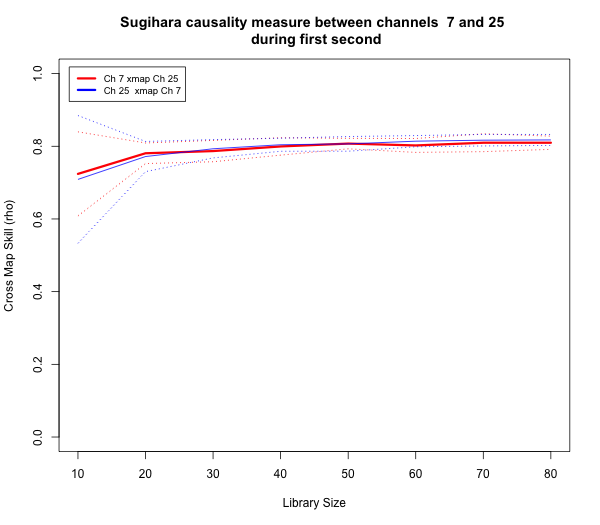 Sugihara causality measure between channels  7 and 25
during first second
Ch 7 xmap Ch 25
Ch 25  xmap Ch 7
Cross Map Skill (rho)
1.0
0.8
0.6
0.4
0.2
0.0
10 20 30 40 50 60 70 80
Library Size